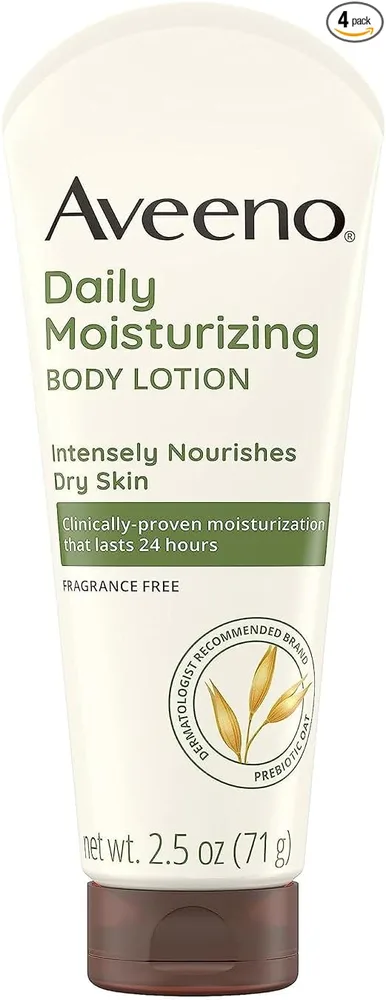 4
pack
Aveeno®
Daily
Moisturizing
BODY LOTION
Intensely Nourishes
Dry Skin
Clinically-proven moisturization
that lasts 24 hours
FRAGRANCE FREE
DERMATOLOGIST RECOMMENDED BRAND
PREBIOTIC OAT
net wt. 2.5 oz (71 g)